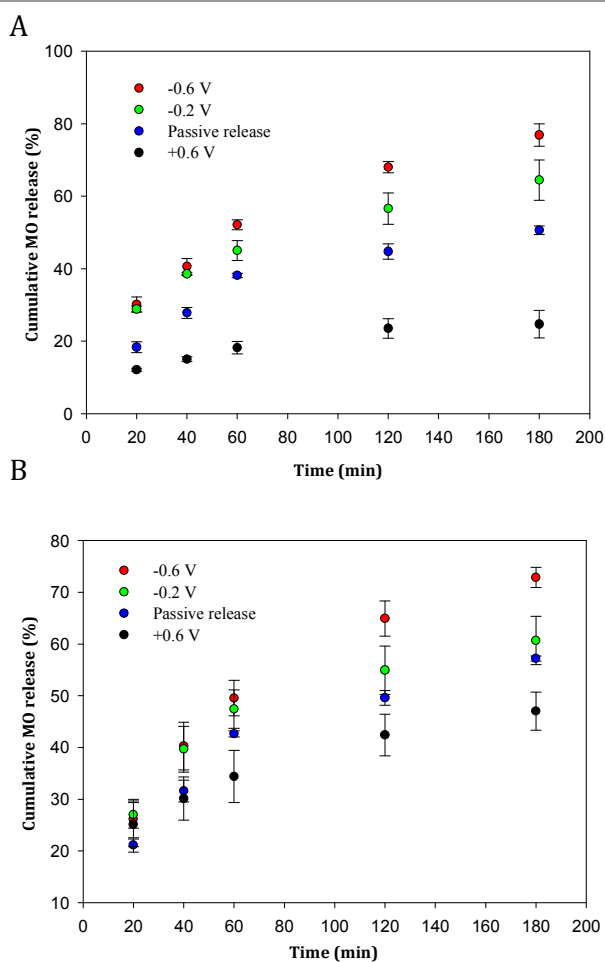 A
100
80
60
40
20
0
Cumulative MO release (%)
-0.6 V
-0.2 V
Passive release
+0.6 V
0 20 40 60 80 100 120 140 160 180 200
Time (min)
B
80
70
60
50
40
30
20
10
Cumulative MO release (%)
-0.6 V
-0.2 V
Passive release
+0.6 V
0 20 40 60 80 100 120 140 160 180 200
Time (min)